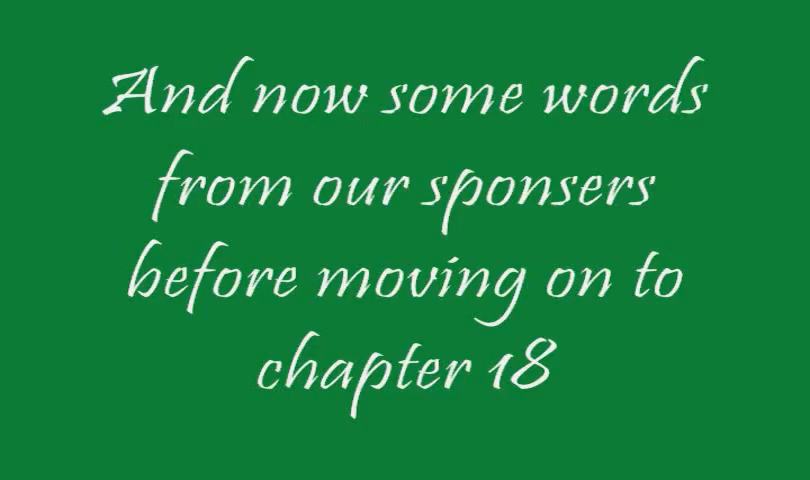 And now some words
from our sponsers
before moving on to
chapter 18